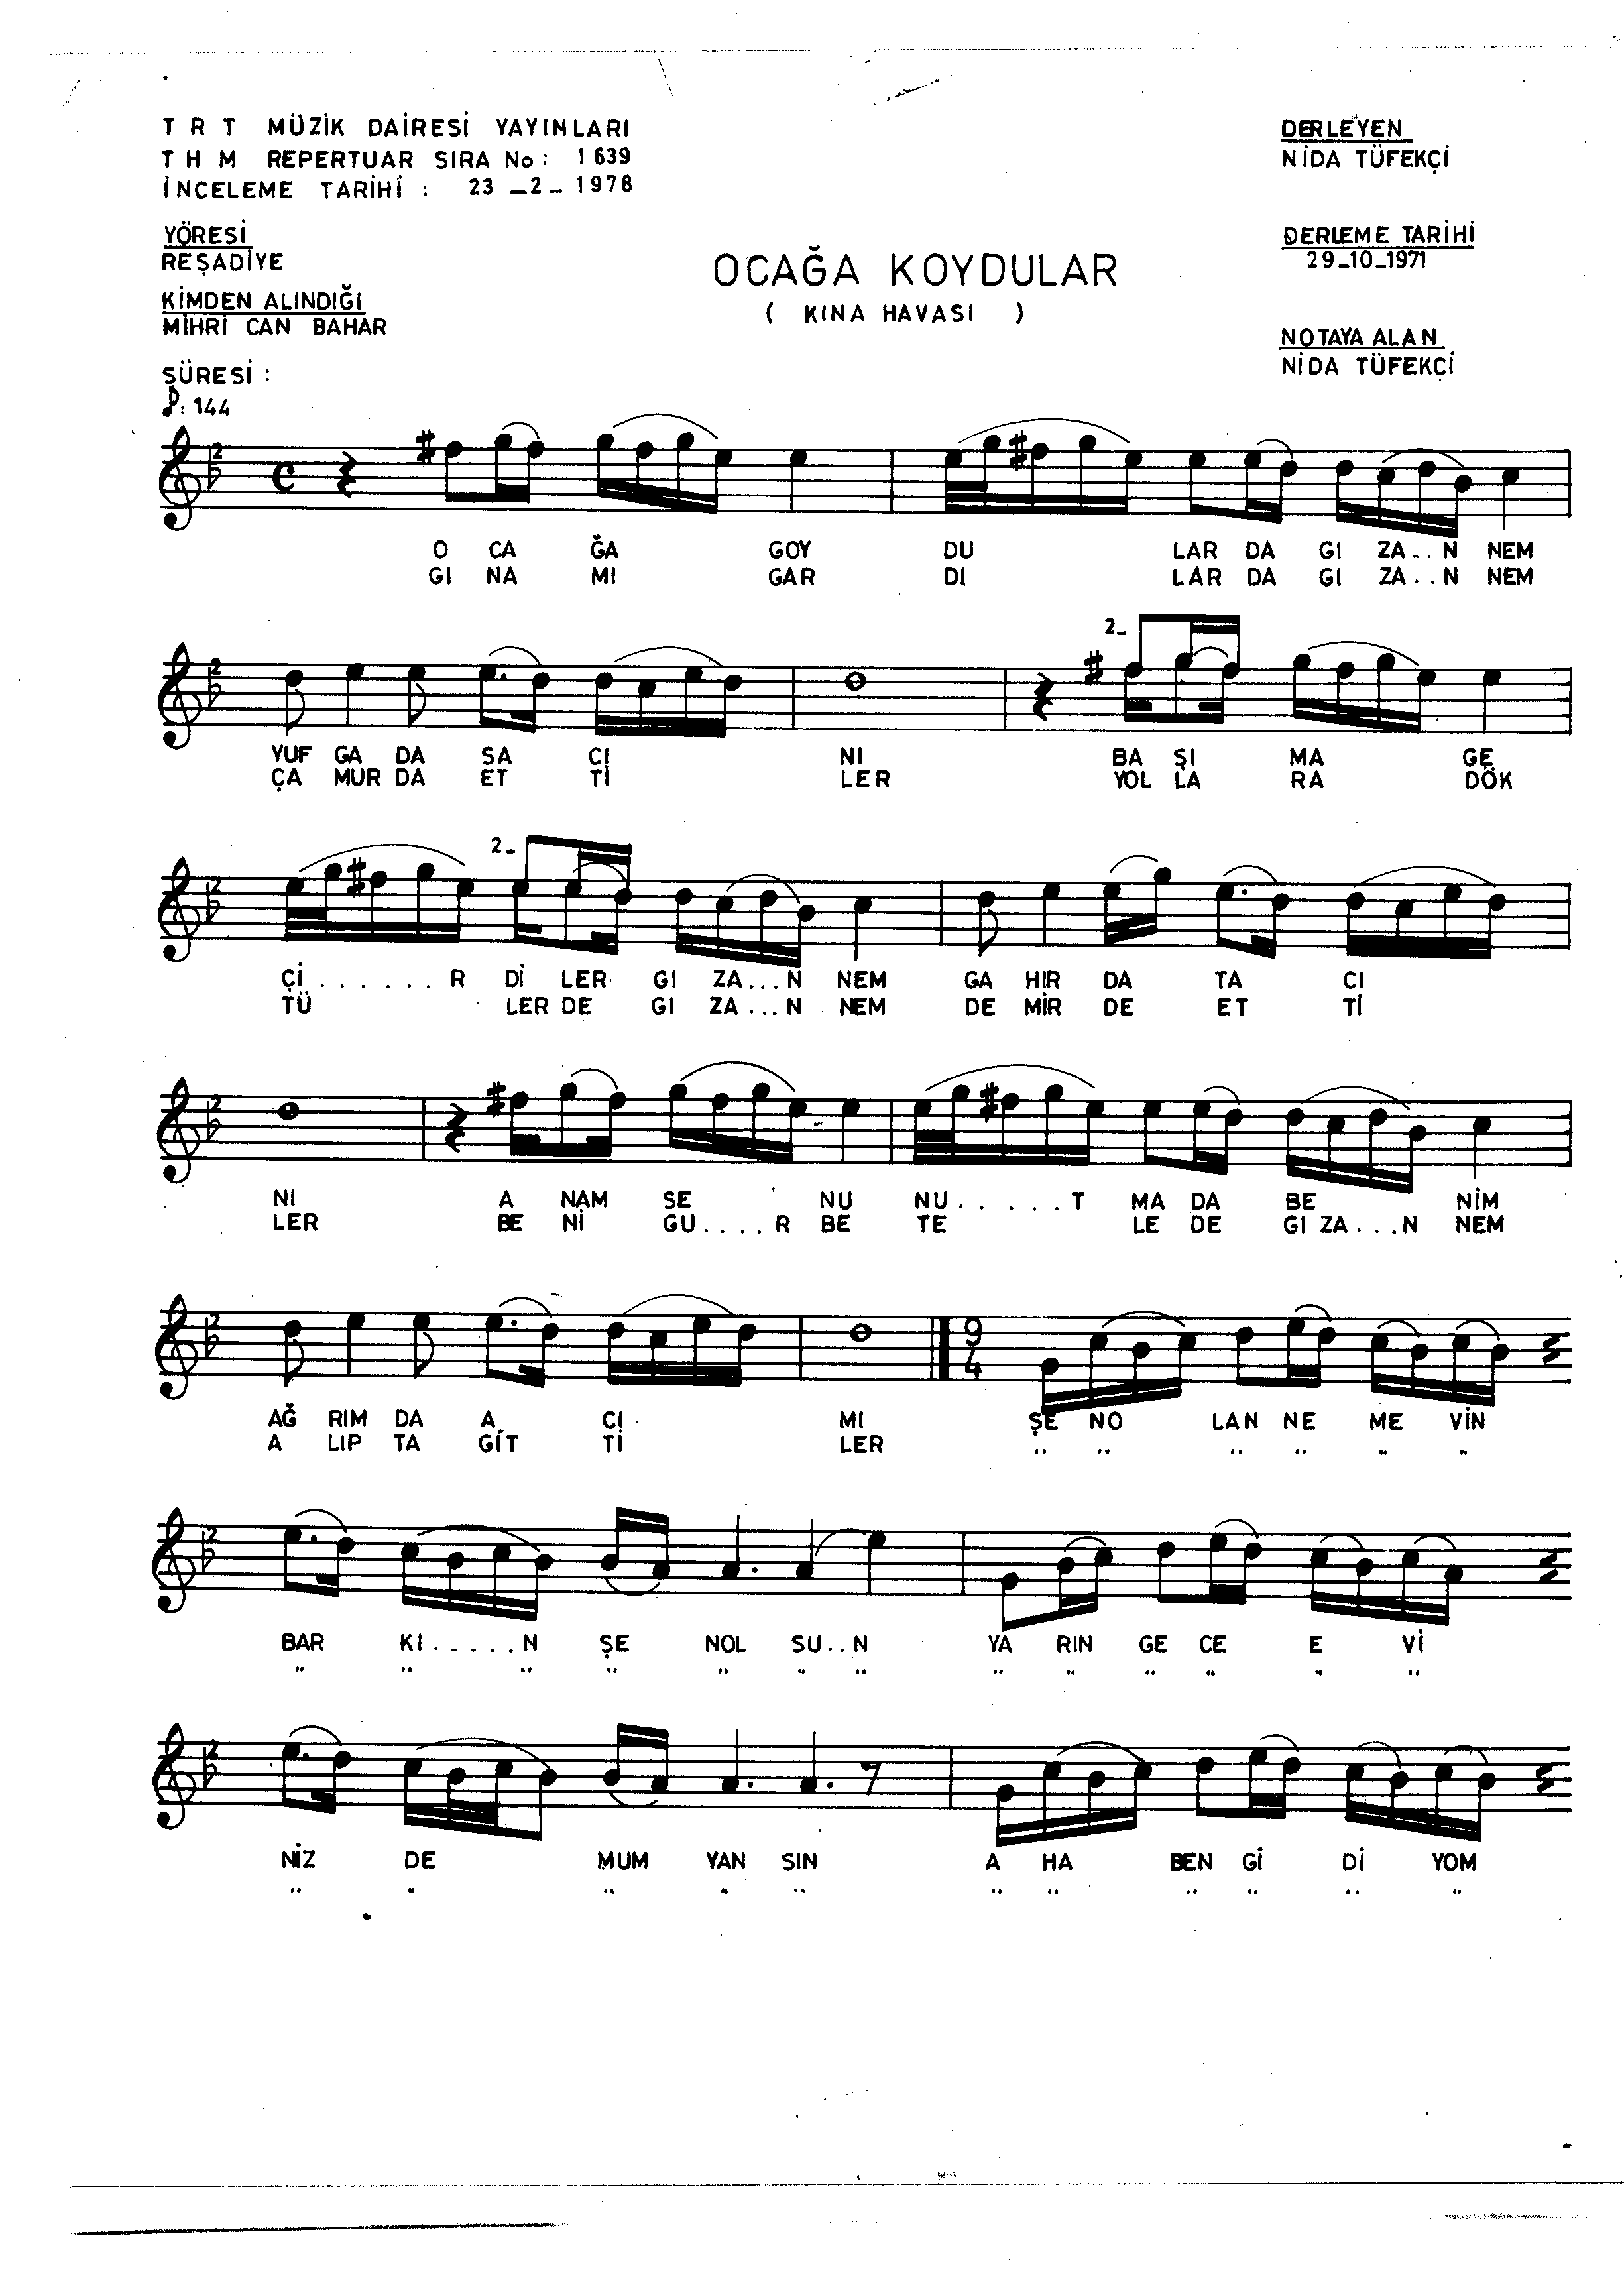 T R T MÜZİK DAİRESİ YAYINLARI
T H M REPERTUAR SIRA No: 1639
İNCELEME TARİHİ : 23_2_1978
YÖRESİ
REŞADİYE
KİMDEN ALINDIĞI
MİHRİ CAN BAHAR
SÜRESİ :
♪: 144
OCAĞA KOYDULAR
( KINA HAVASI )
DERLEYEN
NİDA TÜFEKÇİ
DERLEME TARİHİ
29_10_1971
NOTAYA ALAN
NİDA TÜFEKÇİ
O CA ĞA GOY DU LAR DA GI ZA..N NEM
GI NA MI GAR DI LAR DA GI ZA..N NEM
2_
YUF GA DA SA CI NI BA ŞI MA GE
ÇA MUR DA ET Tİ LER YOL LA RA DÖK
2_
Çİ......R Dİ LER GI ZA...N NEM GA HIR DA TA CI
TÜ LER DE GI ZA...N NEM DE MİR DE ET Tİ
NI A NAM SE NU NU......T MA DA BE NİM
LER BE Nİ GU....R BE TE LE DE GI ZA...N NEM
9
4
AĞ RIM DA A CI MI ŞE NO LAN NE ME VİN
A LIP TA GİT Tİ LER " " " " " "
BAR KI.....N ŞE NOL SU..N YA RIN GE CE E Vİ
" " " " " " " " " " " " "
NİZ DE MUM YAN SIN A HA BEN Gİ Dİ YOM
" " " " " " " " " " "